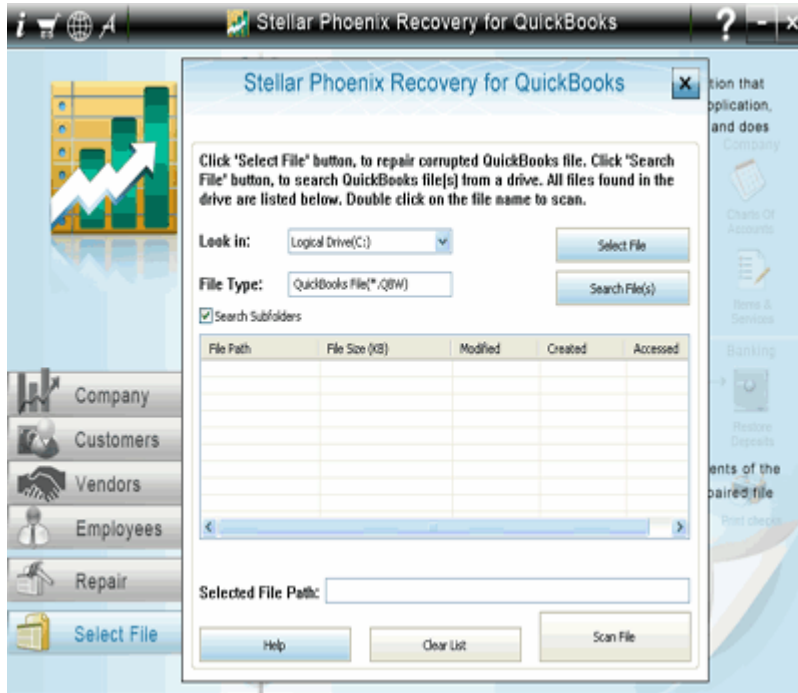 Stellar Phoenix Recovery for QuickBooks
?
Stellar Phoenix Recovery for QuickBooks
Click 'Select File' button, to repair corrupted QuickBooks file. Click "Search
File" button, to search QuickBooks file[s] from a drive. All files found in the
drive are listed below. Double click on the file name to scan.
Look in:
Logical Drive(C:)
Select File
File Type:
QuickBooks File(*.QBW)
Search File(s)
Search Subfolders
File Path File Size (KB) Modified Created Accessed
Selected File Path:
Help
Clear List
Scan File
Company
Customers
Vendors
Employees
Repair
Select File
tion that
pplication,
and does
Company
Charts Of
Accounts
Items &
Services
Banking
Restore
Deposits
ents of the
paired file
Print checks